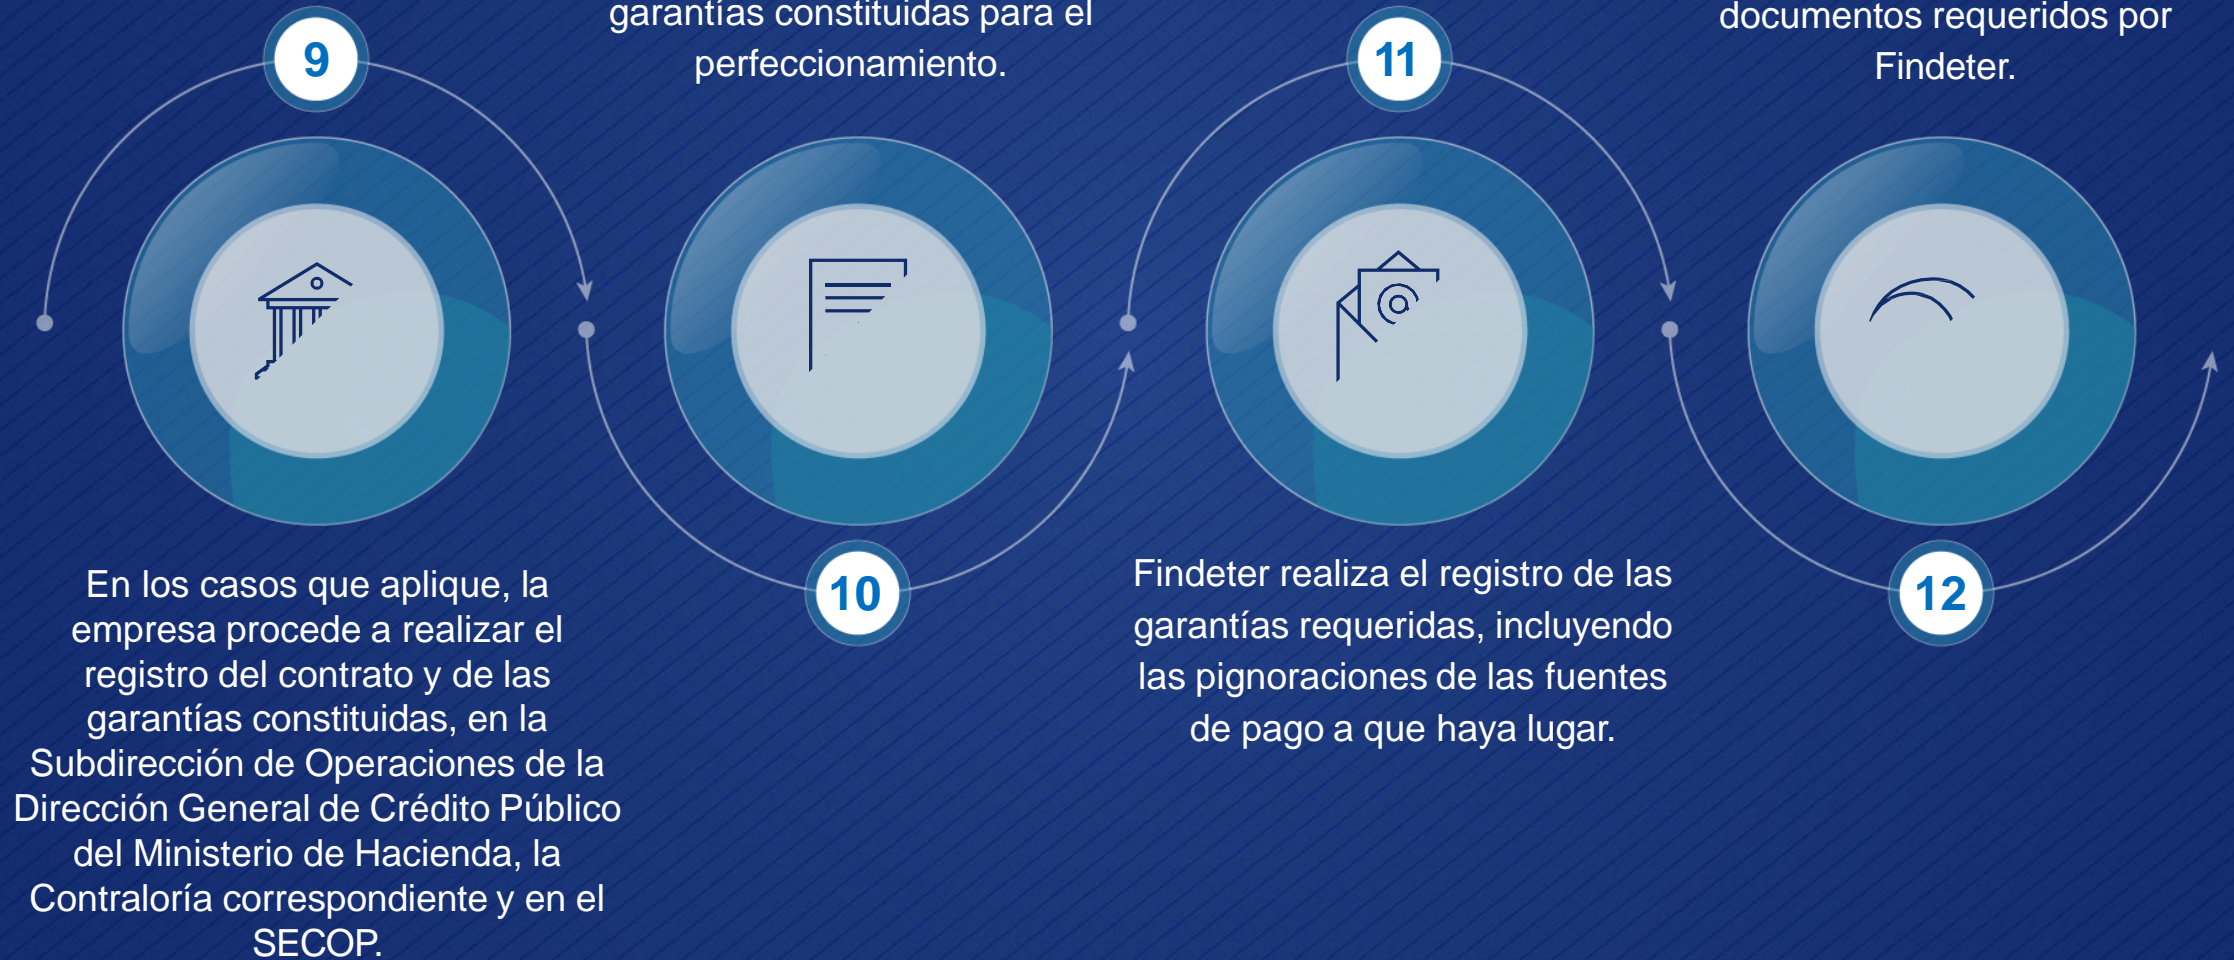 9
En los casos que aplique, la
empresa procede a realizar el
registro del contrato y de las
garantías constituidas, en la
Subdirección de Operaciones de la
Dirección General de Crédito Público
del Ministerio de Hacienda, la
Contraloría correspondiente y en el
SECOP.
garantías constituidas para el
perfeccionamiento.
10
11
Findeter realiza el registro de las
garantías requeridas, incluyendo
las pignoraciones de las fuentes
de pago a que haya lugar.
documentos requeridos por
Findeter.
12